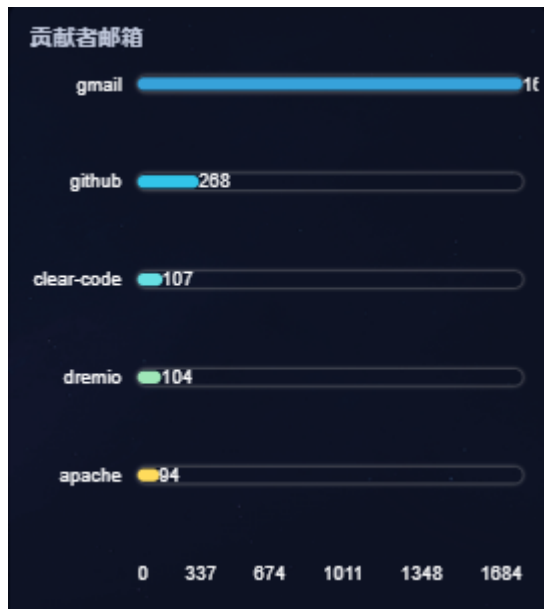 贡献者邮箱
gmail
github 268
clear-code 107
dremio 104
apache 94
0 337 674 1011 1348 1684